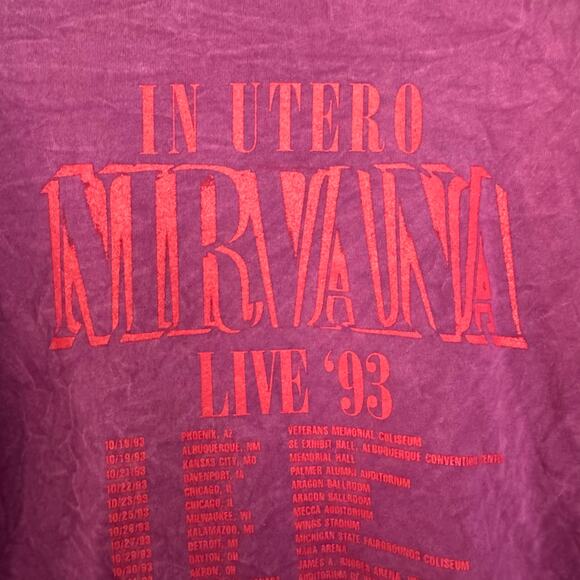 IN UTERO
NIRVANA
LIVE '93
10/18/93 PHOENIX, AZ VETERANS MEMORIAL COLISEUM
10/19/93 ALBUQUERQUE, NM SE EXHIBIT HALL, ALBUQUERQUE CONVENTION CENTER
10/21/93 KANSAS CITY, MO MEMORIAL HALL
10/22/93 DAVENPORT, IA PALMER ALUMNI AUDITORIUM
10/23/93 CHICAGO, IL ARAGON BALLROOM
10/25/93 CHICAGO, IL ARAGON BALLROOM
10/26/93 MILWAUKEE, WI MECCA AUDITORIUM
10/27/93 KALAMAZOO, MI WINGS STADIUM
10/29/93 DETROIT, MI MICHIGAN STATE FAIRGROUNDS COLISEUM
10/30/93 DAYTON, OH HARA ARENA
AKRON, OH JAMES A. RHODES ARENA,
AUDITORIUM